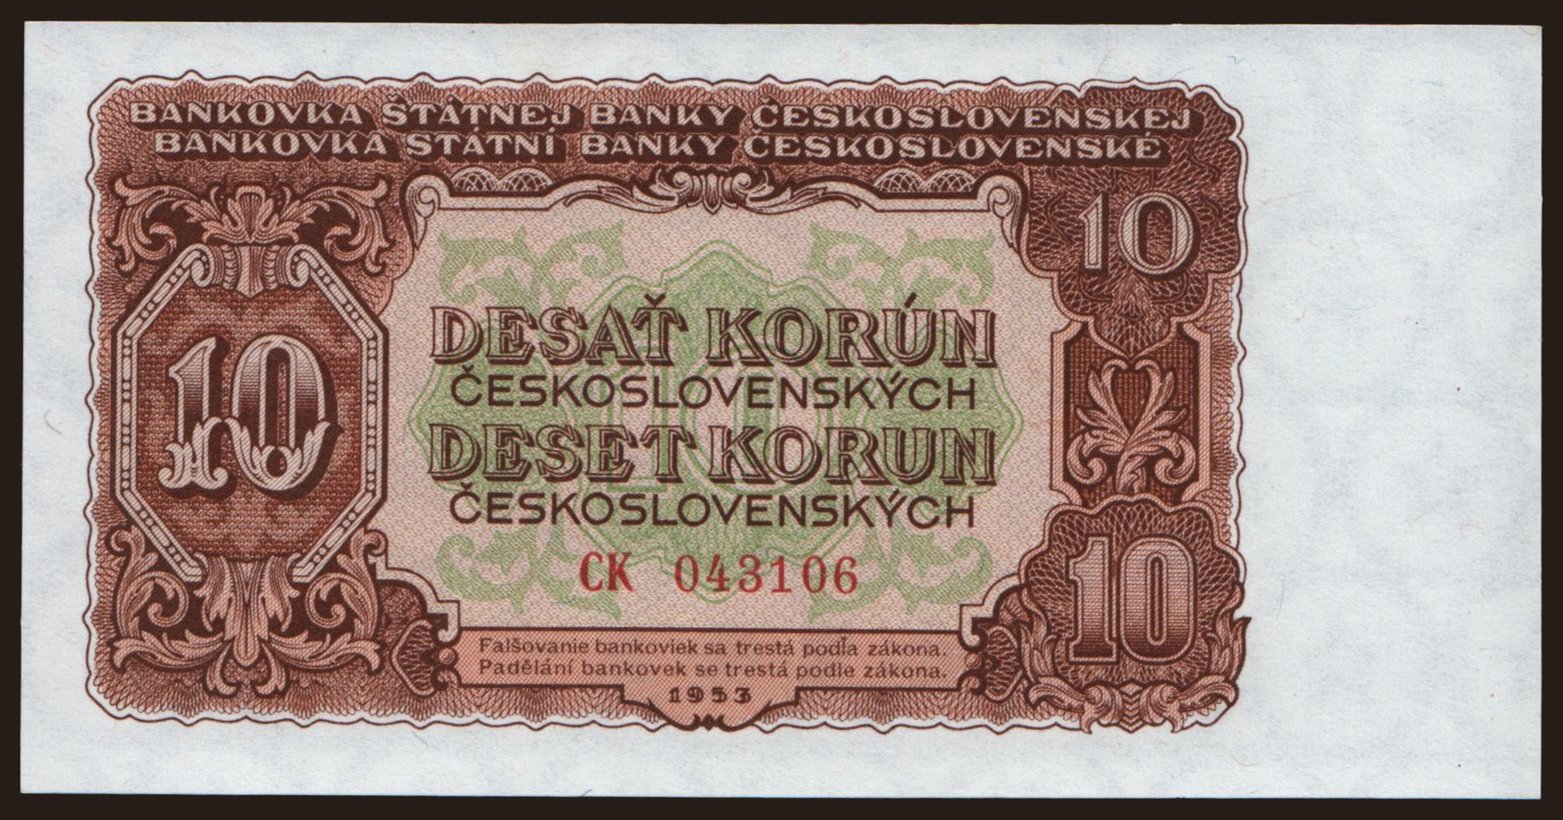 BANKOVKA ŠTÁTNEJ BANKY ČESKOSLOVENSKEJ
BANKOVKA STÁTNÍ BANKY ČESKOSLOVENSKÉ
10
10
DESAŤ KORÚN
ČESKOSLOVENSKÝCH
DESET KORUN
ČESKOSLOVENSKÝCH
CK 043106
10
Falšovanie bankoviek sa trestá podľa zákona.
Padělání bankovek se trestá podle zákona.
1953